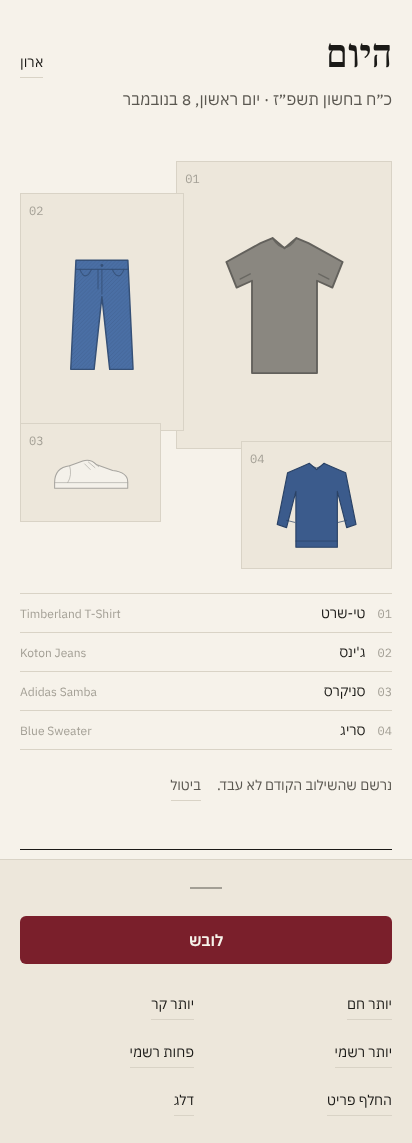 היום
ארון
כ״ח בחשון תשפ״ז · יום ראשון, 8 בנובמבר
01
02
03
04
01 טי-שרט Timberland T-Shirt
02 ג'ינס Koton Jeans
03 סניקרס Adidas Samba
04 סריג Blue Sweater
נרשם שהשילוב הקודם לא עבד. ביטול
לובש
יותר חם יותר קר
יותר רשמי פחות רשמי
החלף פריט דלג